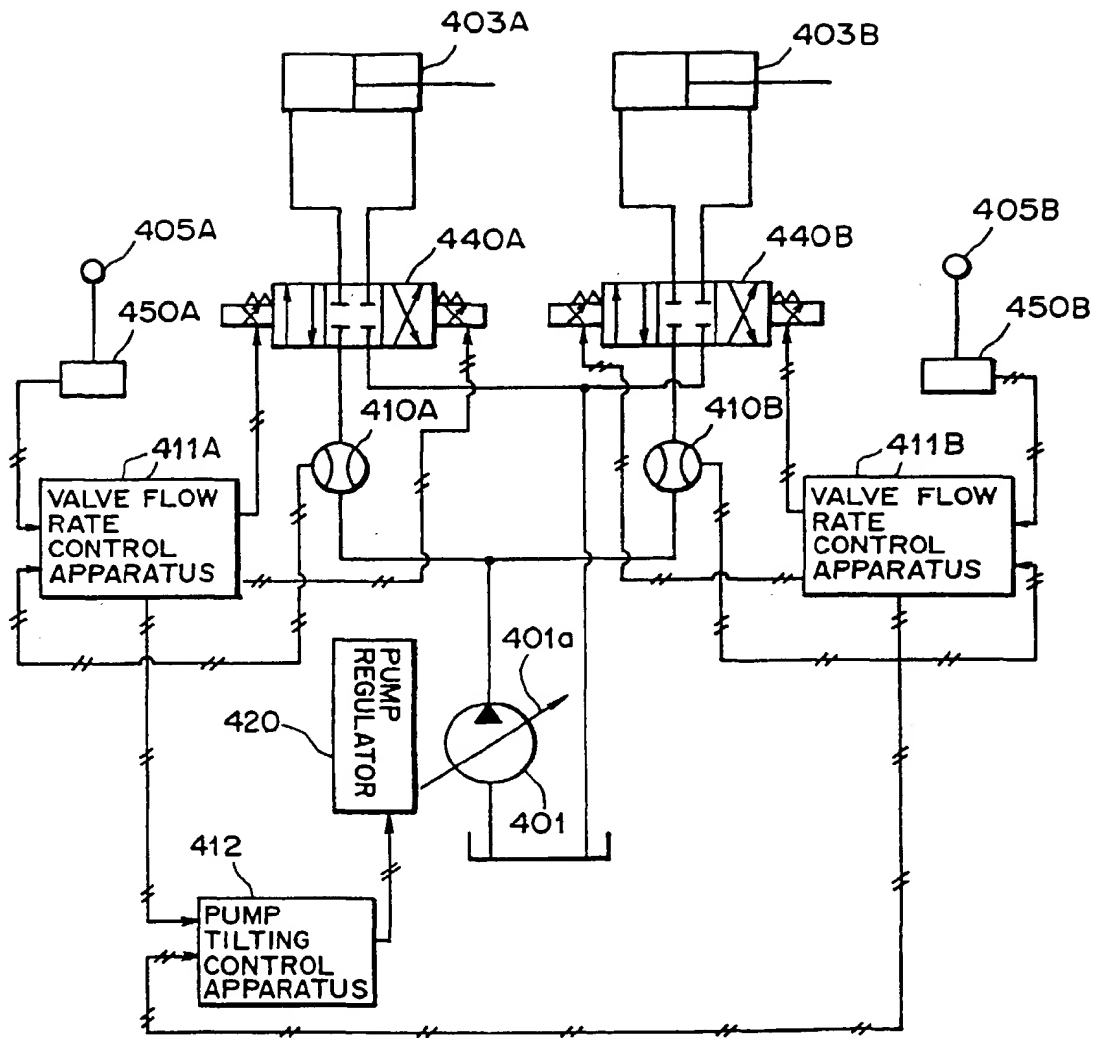 403A
403B
405A
440A
440B
405B
450A
450B
410A
410B
411A
VALVE FLOW
RATE
CONTROL
APPARATUS
411B
VALVE FLOW
RATE
CONTROL
APPARATUS
401a
PUMP
REGULATOR
420
401
412
PUMP
TILTING
CONTROL
APPARATUS